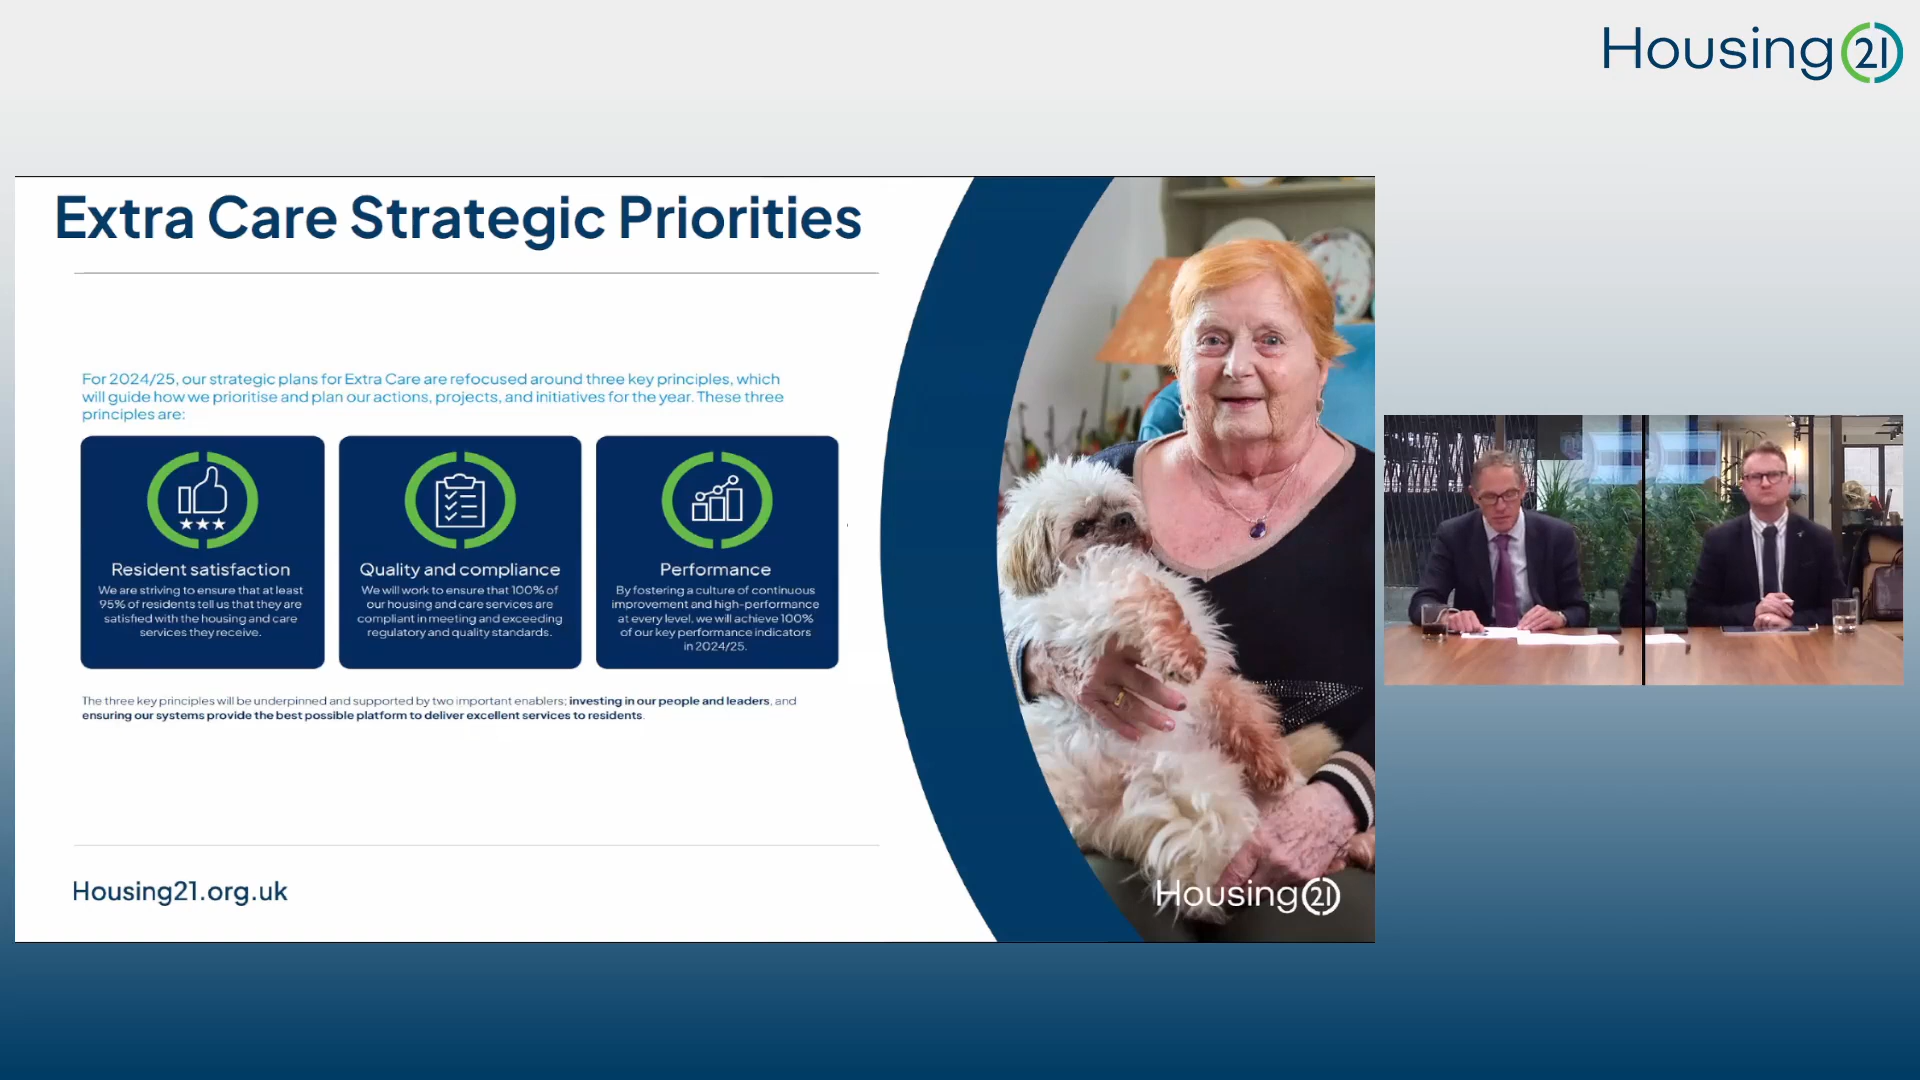 Housing21
Extra Care Strategic Priorities
For 2024/25, our strategic plans for Extra Care are refocused around three key principles, which
will guide how we prioritise and plan our actions, projects, and initiatives for the year. These three
principles are:
Resident satisfaction
We are striving to ensure that at least
95% of residents tell us that they are
satisfied with the housing and care
services they receive.
Quality and compliance
We will work to ensure that 100% of
our housing and care services are
compliant in meeting and exceeding
regulatory and quality standards.
Performance
By fostering a culture of continuous
improvement and high-performance
at every level, we will achieve 100%
of our key performance indicators
in 2024/25.
The three key principles will be underpinned and supported by two important enablers; investing in our people and leaders, and
ensuring our systems provide the best possible platform to deliver excellent services to residents.
Housing21.org.uk
Housing21